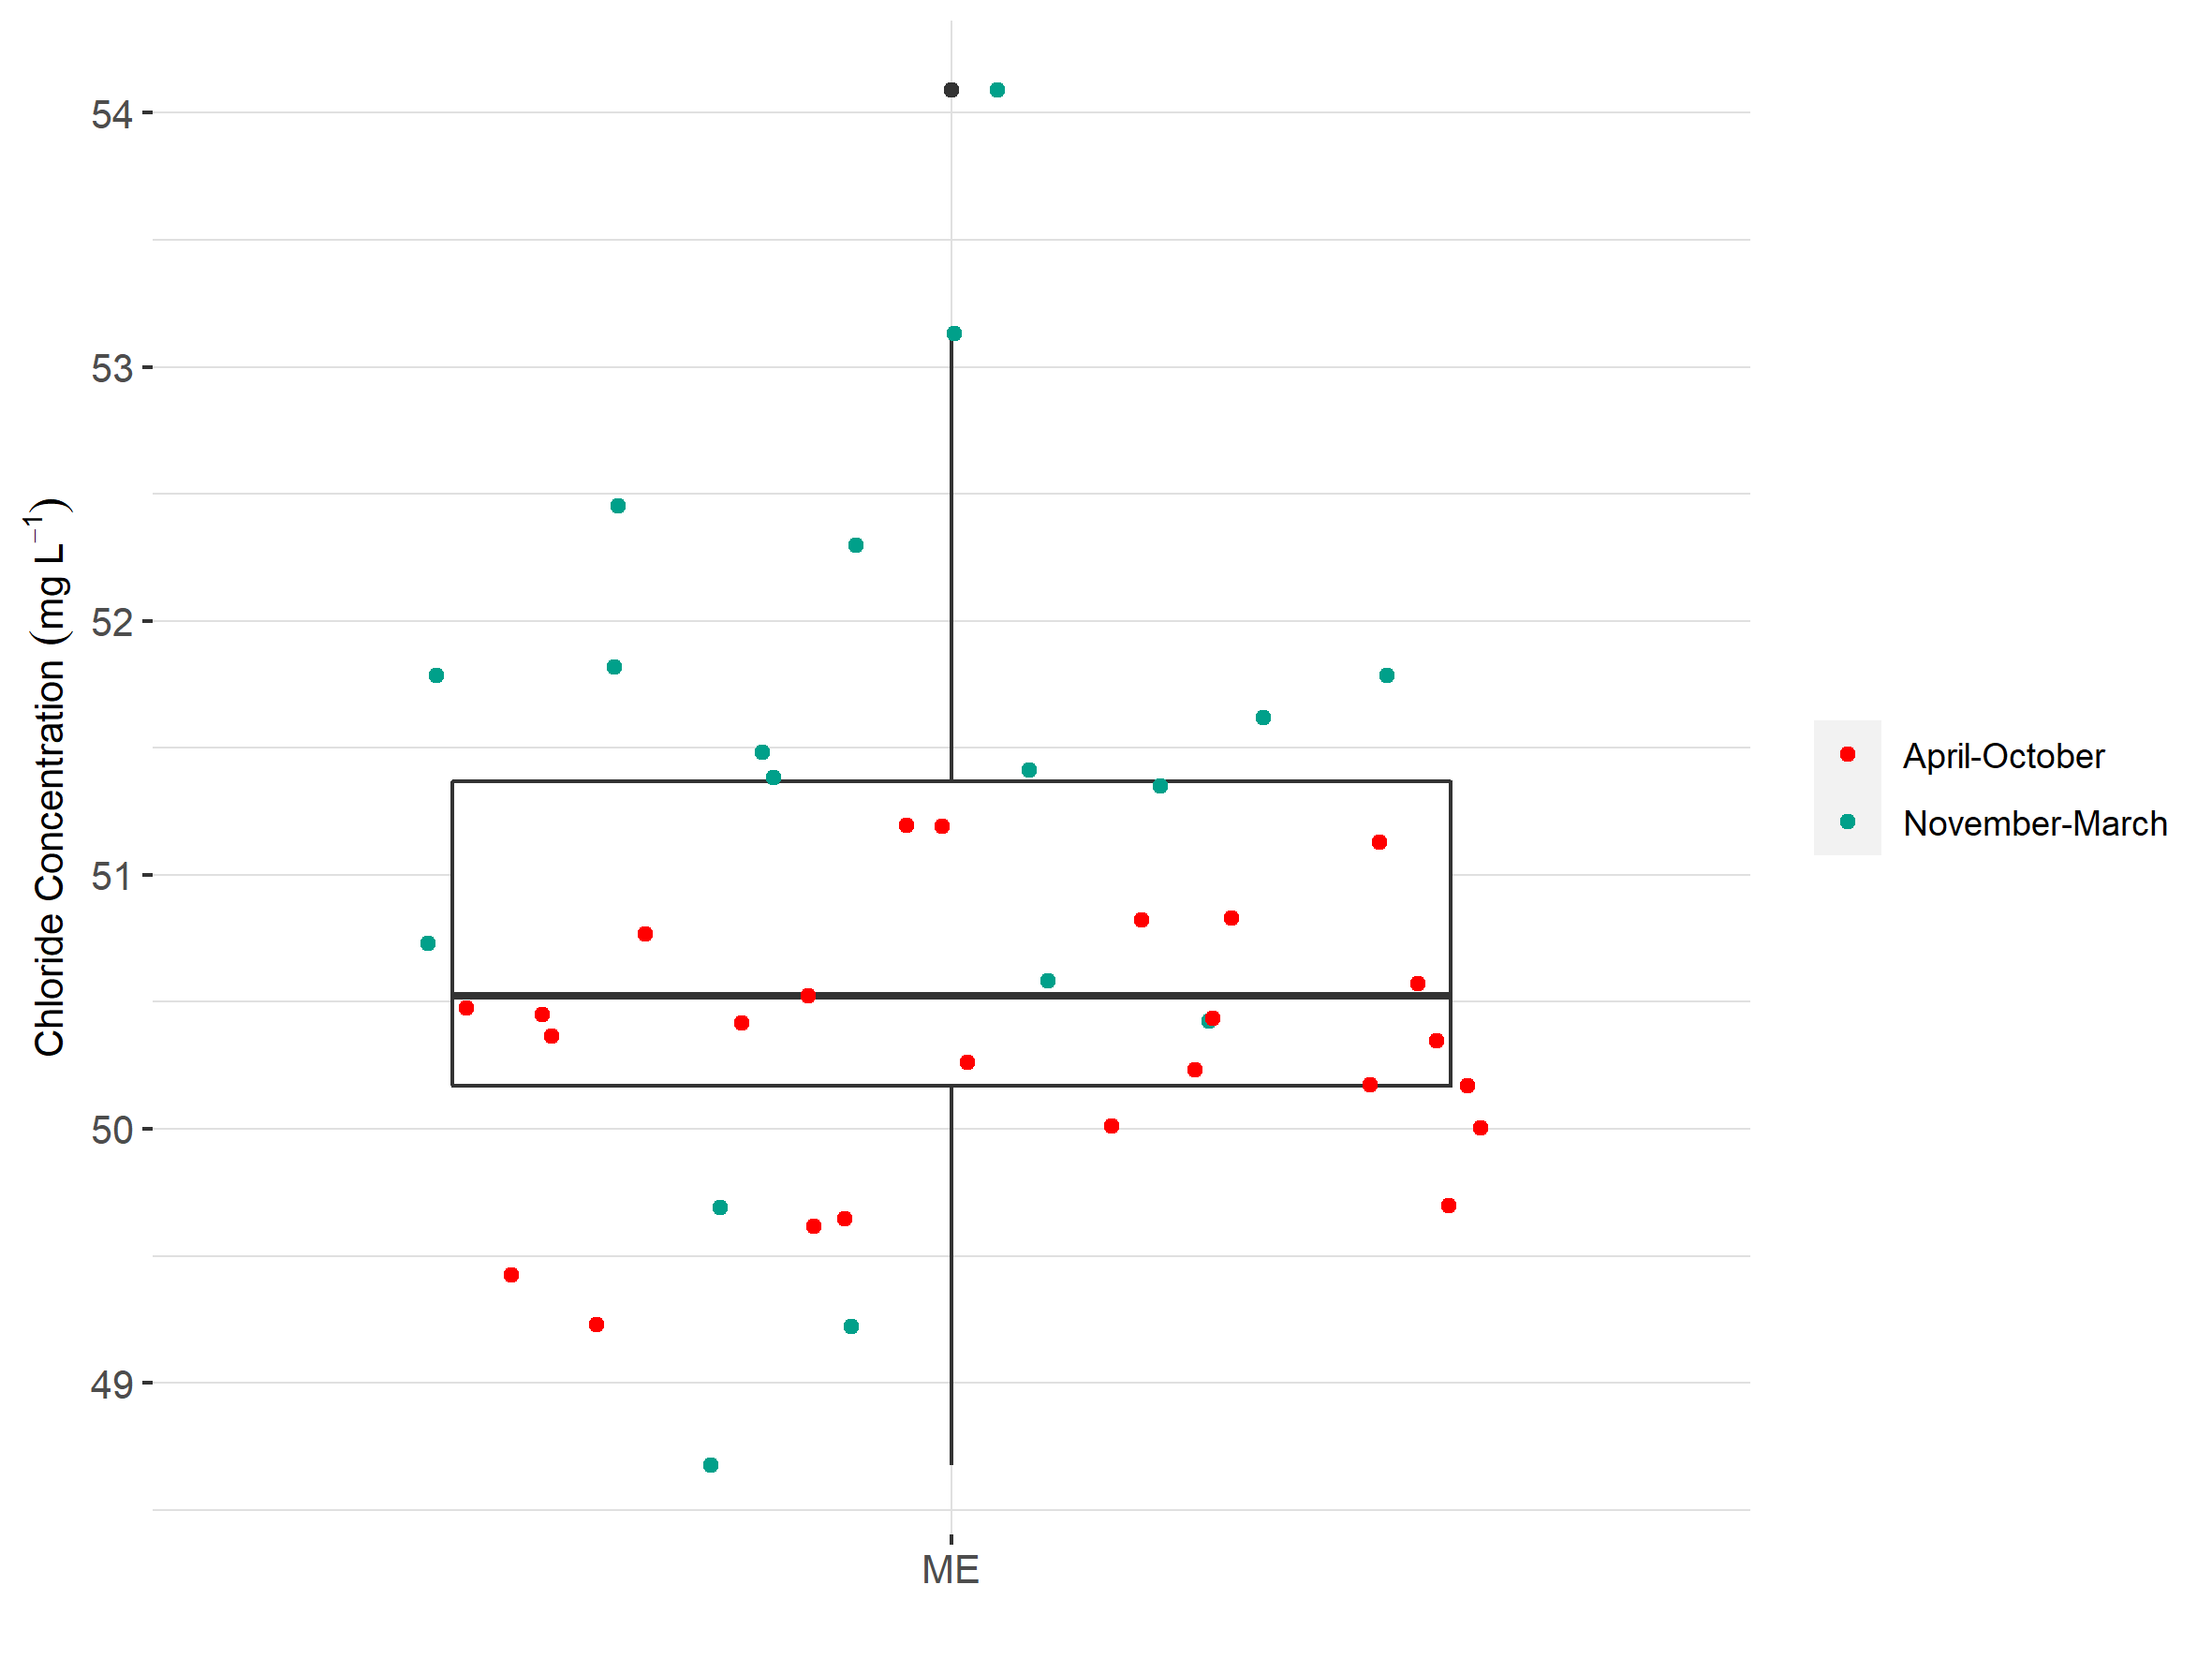 Chloride Concentration (mg L⁻¹)
54
53
52
51
50
49
ME
April-October
November-March